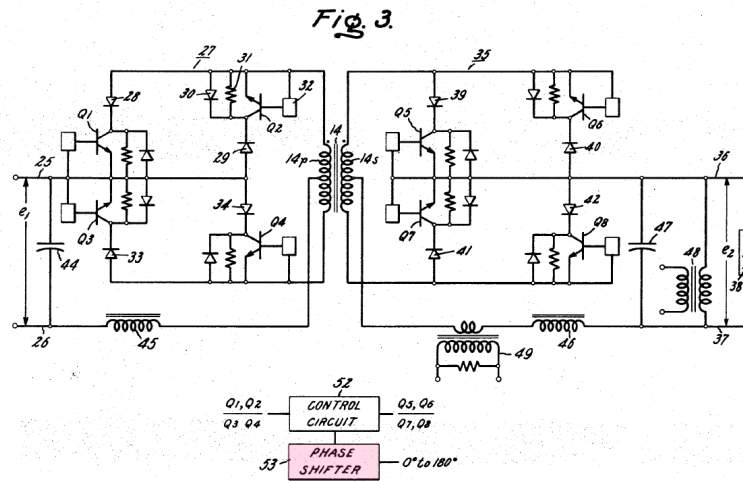 Fig. 3.
27
31
30
32
28
Q1
Q2
29
25
34
Q3
Q4
33
e1
44
26
45
14
14p
14s
35
39
Q5
Q6
40
36
42
Q7
Q8
41
47
48
e2
38
37
49
46
52
Q1, Q2
Q3 Q4
CONTROL
CIRCUIT
Q5, Q6
Q7, Q8
53
PHASE
SHIFTER
0° to 180°